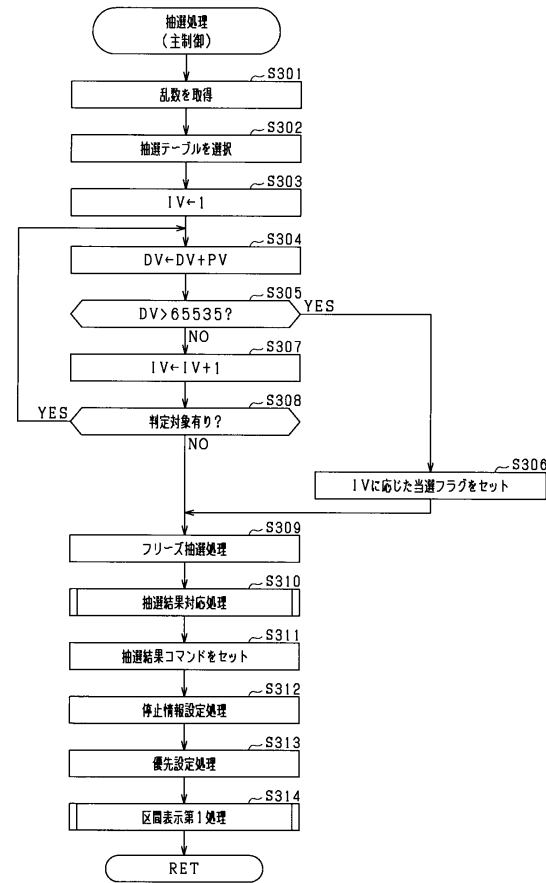 抽選処理
(主制御)
S301
乱数を取得
S302
抽選テーブルを選択
S303
IV←1
S304
DV←DV+PV
S305
DV>65535?
YES
NO
S307
IV←IV+1
S308
YES
判定対象有り?
NO
S306
IVに応じた当選フラグをセット
S309
フリーズ抽選処理
S310
抽選結果対応処理
S311
抽選結果コマンドをセット
S312
停止情報設定処理
S313
優先設定処理
S314
区間表示第1処理
RET